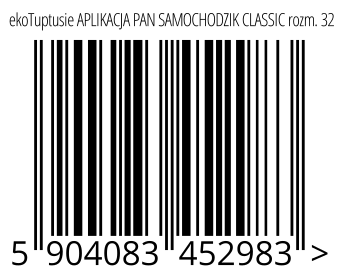 ekoTuptusie APLIKACJA PAN SAMOCHODZIK CLASSIC rozm. 32
5 904083 452983 >